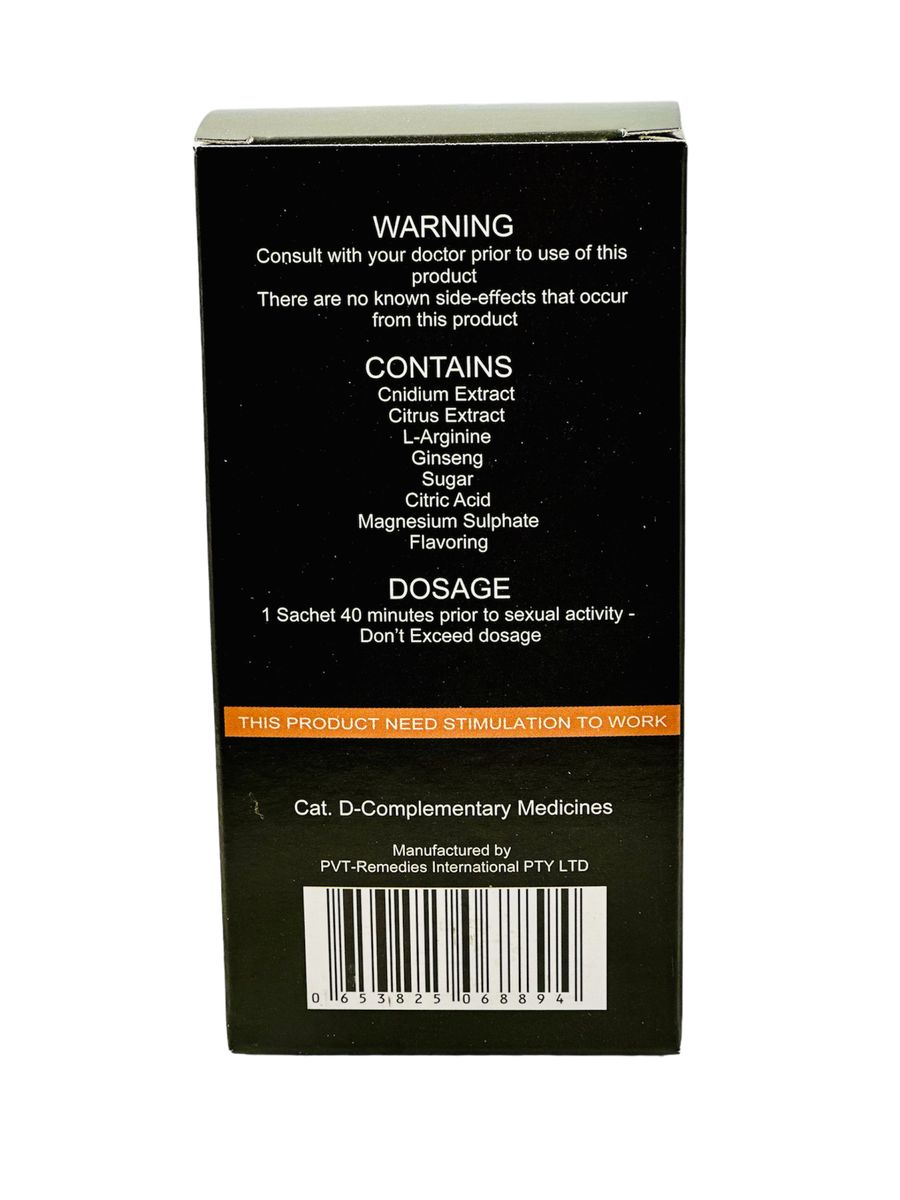 WARNING
Consult with your doctor prior to use of this
product
There are no known side-effects that occur
from this product
CONTAINS
Cnidium Extract
Citrus Extract
L-Arginine
Ginseng
Sugar
Citric Acid
Magnesium Sulphate
Flavoring
DOSAGE
1 Sachet 40 minutes prior to sexual activity -
Don't Exceed dosage
THIS PRODUCT NEED STIMULATION TO WORK
Cat. D-Complementary Medicines
Manufactured by
PVT-Remedies International PTY LTD
0 653825 068894